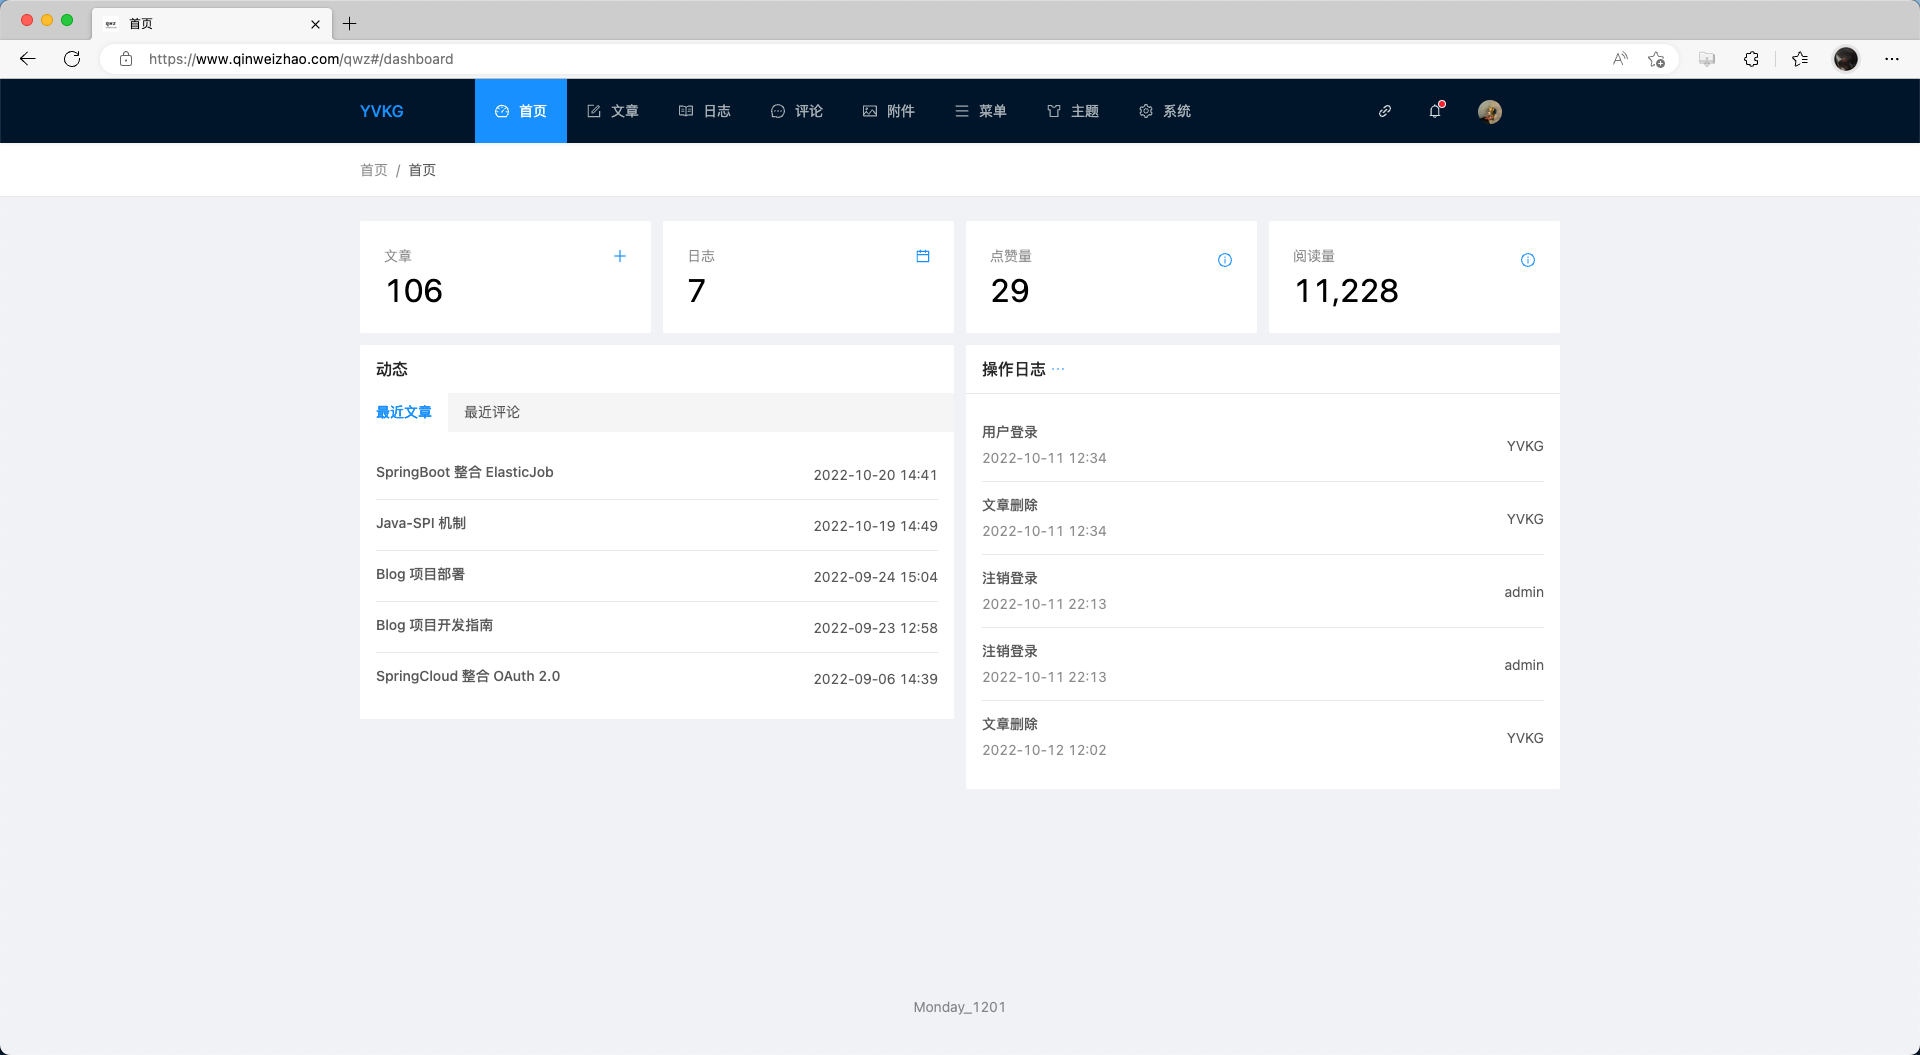 首页
https://www.qinweizhao.com/qwz#/dashboard
YVKG 首页 文章 日志 评论 附件 菜单 主题 系统
首页 / 首页
文章
106
日志
7
点赞量
29
阅读量
11,228
动态
最近文章 最近评论
SpringBoot 整合 ElasticJob 2022-10-20 14:41
Java-SPI 机制 2022-10-19 14:49
Blog 项目部署 2022-09-24 15:04
Blog 项目开发指南 2022-09-23 12:58
SpringCloud 整合 OAuth 2.0 2022-09-06 14:39
操作日志 ···
用户登录
2022-10-11 12:34
YVKG
文章删除
2022-10-11 12:34
YVKG
注销登录
2022-10-11 22:13
admin
注销登录
2022-10-11 22:13
admin
文章删除
2022-10-12 12:02
YVKG
Monday_1201